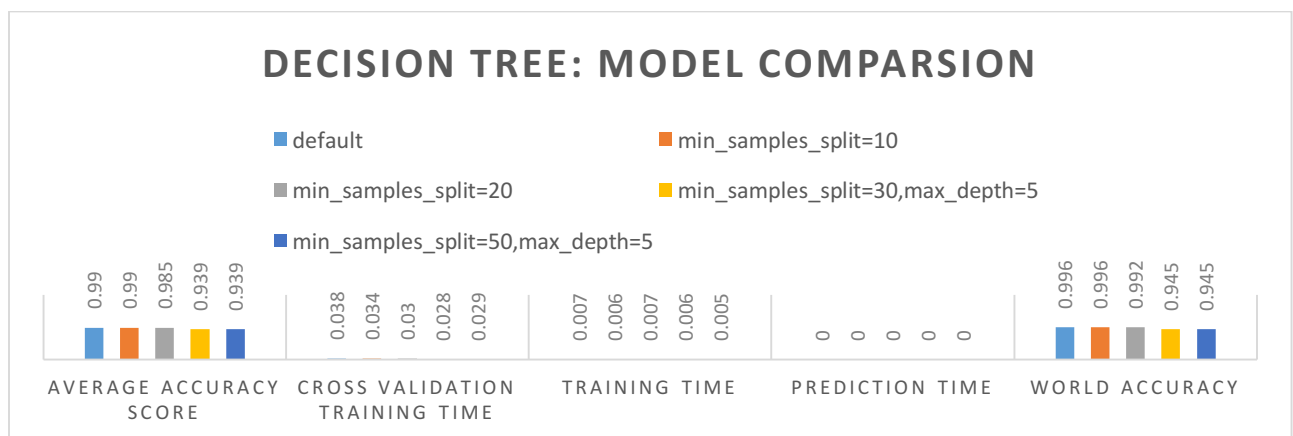 DECISION TREE: MODEL COMPARSION
default
min_samples_split=10
min_samples_split=20
min_samples_split=30,max_depth=5
min_samples_split=50,max_depth=5
0.99
0.99
0.985
0.939
0.939
0.038
0.034
0.03
0.028
0.029
0.007
0.006
0.007
0.006
0.005
0
0
0
0
0
0.996
0.996
0.992
0.945
0.945
AVERAGE ACCURACY
SCORE
CROSS VALIDATION
TRAINING TIME
TRAINING TIME
PREDICTION TIME
WORLD ACCURACY